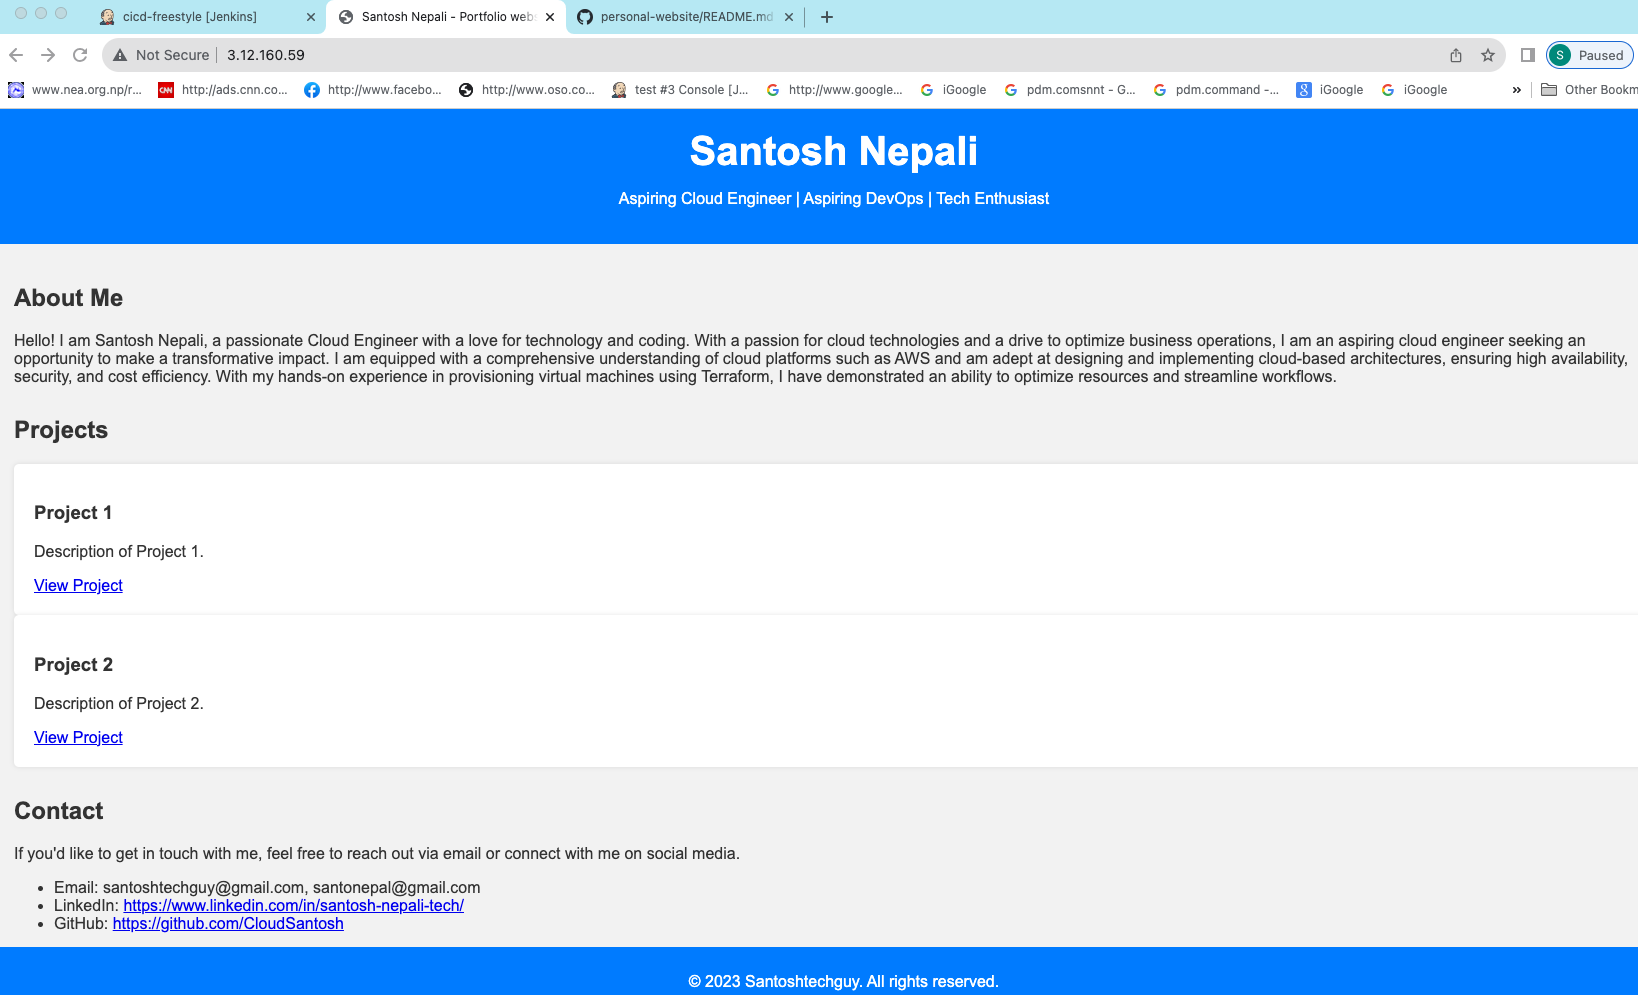 cicd-freestyle [Jenkins]
Santosh Nepali - Portfolio web
personal-website/README.md
Not Secure
3.12.160.59
S
Paused
www.nea.org.np/r...
CNN
http://ads.cnn.co...
http://www.facebo...
http://www.oso.co...
test #3 Console [J...
http://www.google...
iGoogle
pdm.comsnnt - G...
pdm.command -...
8
iGoogle
iGoogle
»
Other Bookm
Santosh Nepali
Aspiring Cloud Engineer | Aspiring DevOps | Tech Enthusiast
About Me
Hello! I am Santosh Nepali, a passionate Cloud Engineer with a love for technology and coding. With a passion for cloud technologies and a drive to optimize business operations, I am an aspiring cloud engineer seeking an
opportunity to make a transformative impact. I am equipped with a comprehensive understanding of cloud platforms such as AWS and am adept at designing and implementing cloud-based architectures, ensuring high availability,
security, and cost efficiency. With my hands-on experience in provisioning virtual machines using Terraform, I have demonstrated an ability to optimize resources and streamline workflows.
Projects
Project 1
Description of Project 1.
View Project
Project 2
Description of Project 2.
View Project
Contact
If you'd like to get in touch with me, feel free to reach out via email or connect with me on social media.
• Email: santoshtechguy@gmail.com, santonepal@gmail.com
• LinkedIn: https://www.linkedin.com/in/santosh-nepali-tech/
• GitHub: https://github.com/CloudSantosh
© 2023 Santoshtechguy. All rights reserved.